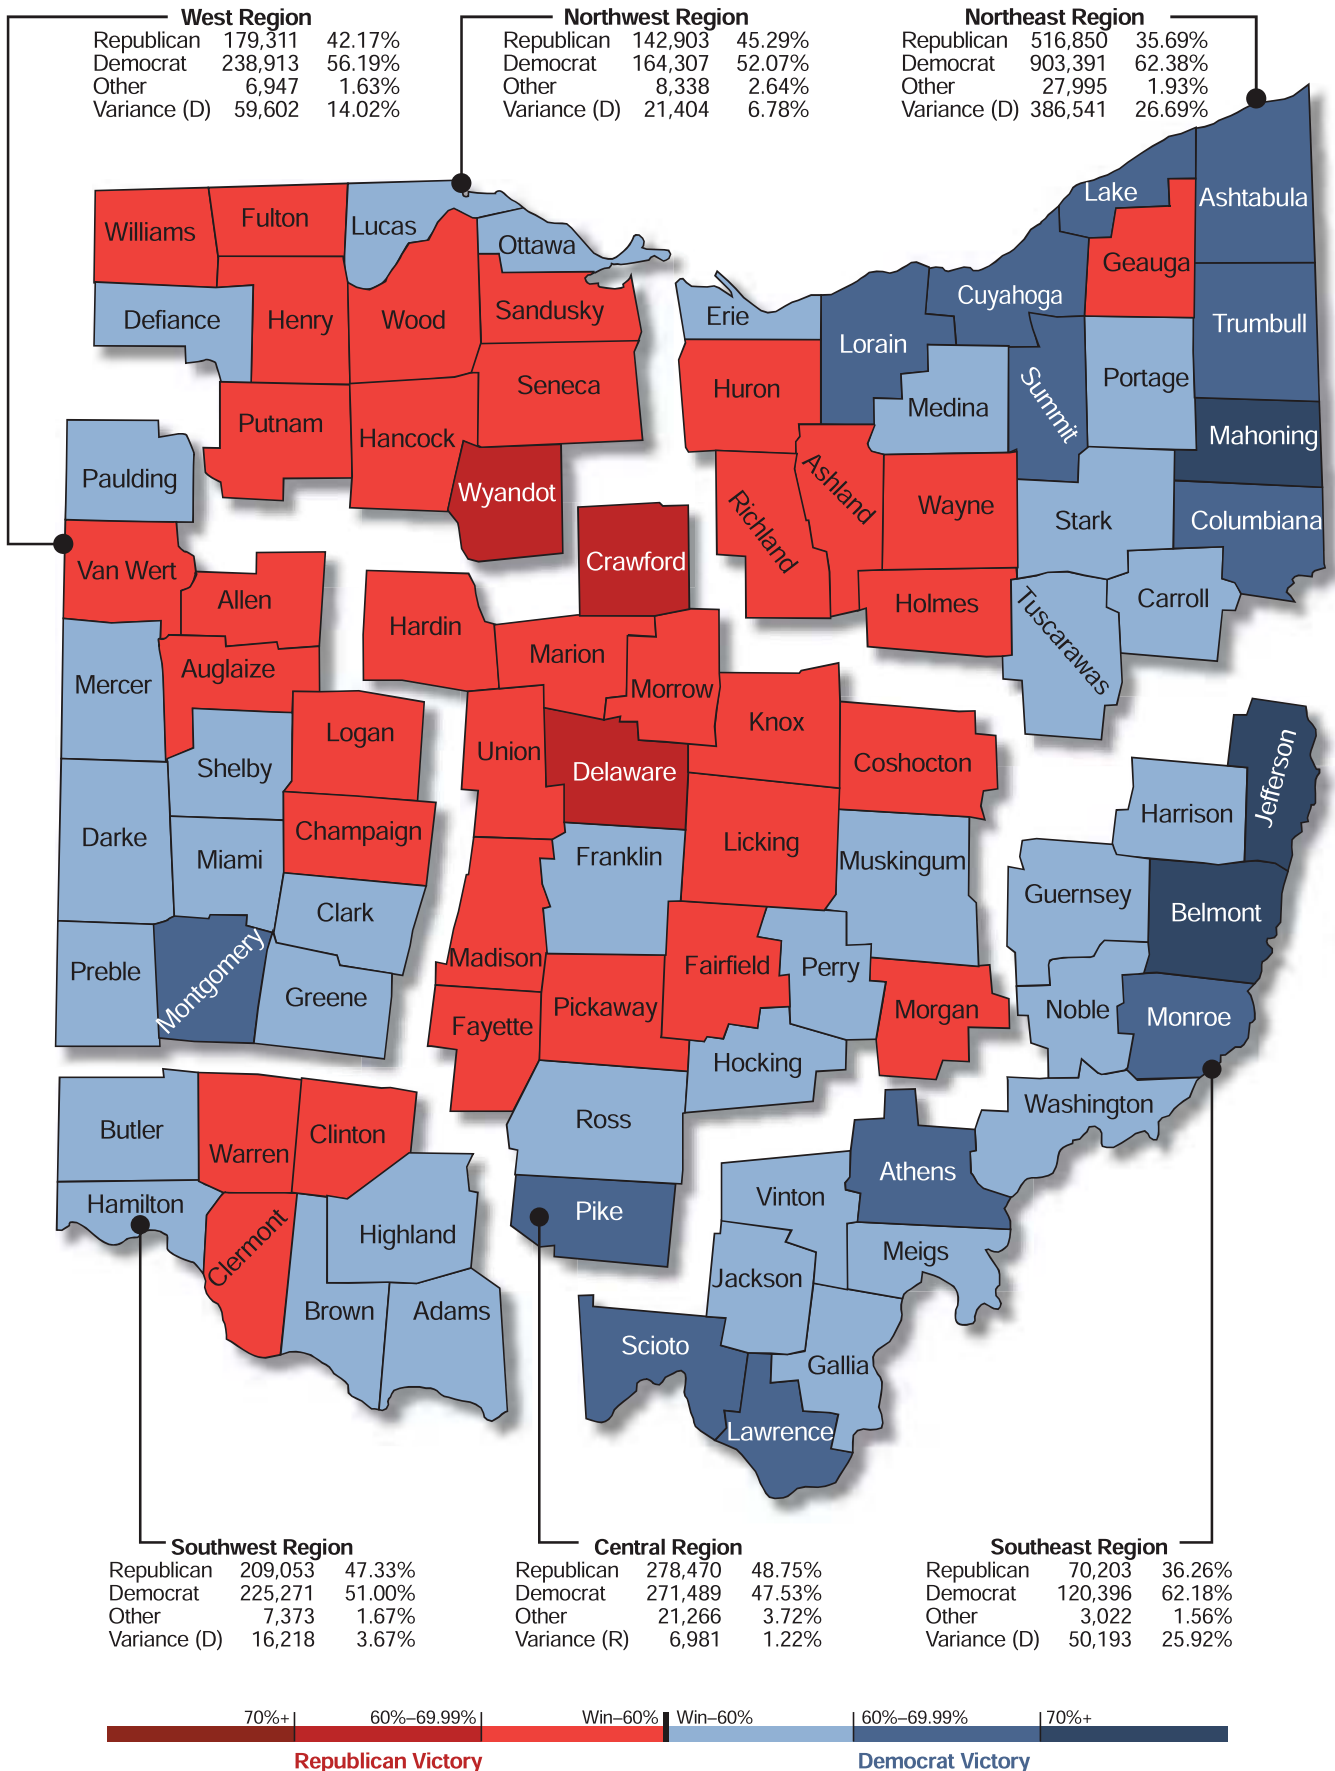 West Region
Republican 179,311 42.17%
Democrat 238,913 56.19%
Other 6,947 1.63%
Variance (D) 59,602 14.02%
Northwest Region
Republican 142,903 45.29%
Democrat 164,307 52.07%
Other 8,338 2.64%
Variance (D) 21,404 6.78%
Northeast Region
Republican 516,850 35.69%
Democrat 903,391 62.38%
Other 27,995 1.93%
Variance (D) 386,541 26.69%
Williams
Fulton
Lucas
Ottawa
Defiance
Henry
Wood
Sandusky
Seneca
Putnam
Hancock
Wyandot
Lake
Ashtabula
Geauga
Cuyahoga
Erie
Lorain
Trumbull
Huron
Medina
Summit
Portage
Mahoning
Richland
Ashland
Wayne
Stark
Columbiana
Holmes
Tuscarawas
Carroll
Paulding
Van Wert
Allen
Mercer
Auglaize
Logan
Shelby
Darke
Miami
Champaign
Clark
Preble
Montgomery
Greene
Crawford
Hardin
Marion
Morrow
Union
Delaware
Knox
Coshocton
Licking
Franklin
Muskingum
Madison
Fairfield
Perry
Morgan
Fayette
Pickaway
Hocking
Ross
Pike
Jefferson
Harrison
Guernsey
Belmont
Noble
Monroe
Washington
Athens
Vinton
Meigs
Jackson
Gallia
Scioto
Lawrence
Butler
Warren
Clinton
Hamilton
Clermont
Highland
Brown
Adams
Southwest Region
Republican 209,053 47.33%
Democrat 225,271 51.00%
Other 7,373 1.67%
Variance (D) 16,218 3.67%
Central Region
Republican 278,470 48.75%
Democrat 271,489 47.53%
Other 21,266 3.72%
Variance (R) 6,981 1.22%
Southeast Region
Republican 70,203 36.26%
Democrat 120,396 62.18%
Other 3,022 1.56%
Variance (D) 50,193 25.92%
70%+ 60%–69.99% Win–60% Win–60% 60%–69.99% 70%+
Republican Victory Democrat Victory